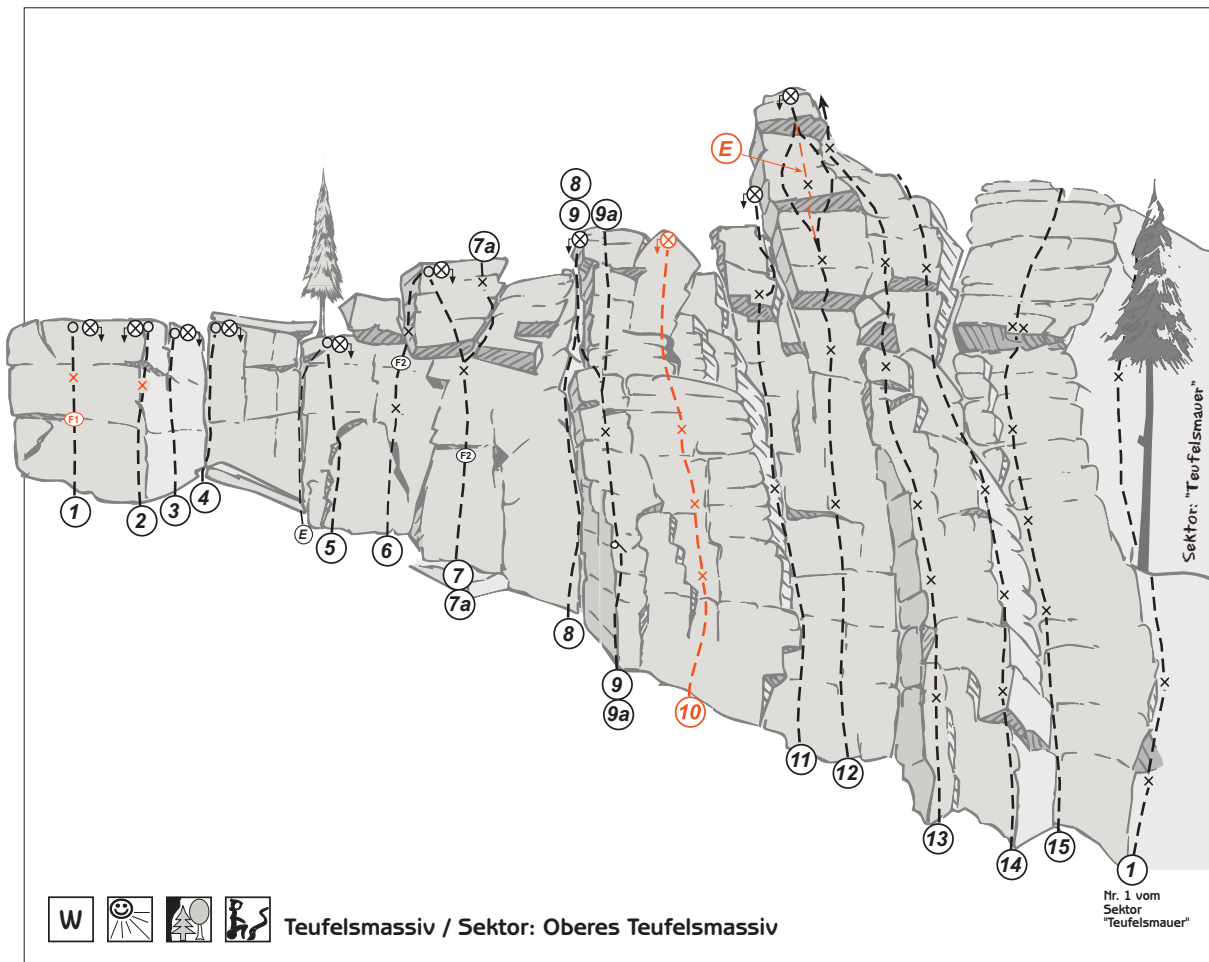 E
8
9
9a
7a
F2
F1
F2
1
2
3
4
E
5
6
7
7a
8
9
9a
10
11
12
13
14
15
1
Sektor: "Teufelsmauer"
Nr. 1 vom
Sektor
"Teufelsmauer"
W
Teufelsmassiv / Sektor: Oberes Teufelsmassiv